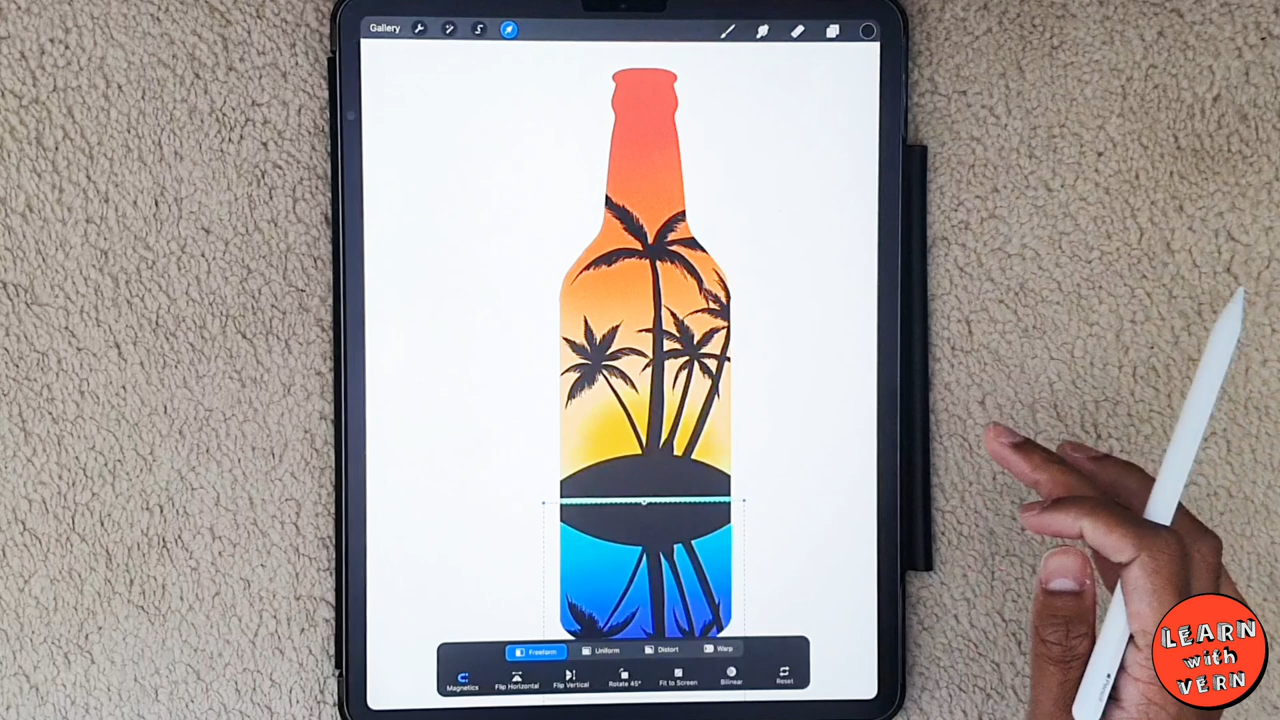 Gallery
Freeform Uniform Distort Warp
Magnetics Flip Horizontal Flip Vertical Rotate 45° Fit to Screen Bilinear Reset
LEARN
with
VERN